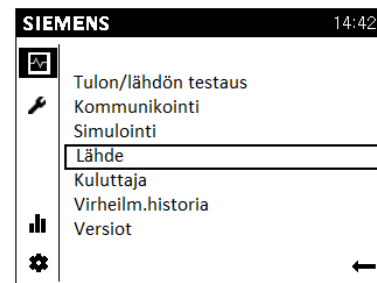 SIEMENS 14:42
Tulon/lähdön testaus
Kommunikointi
Simulointi
Lähde
Kuluttaja
Virheilm.historia
Versiot